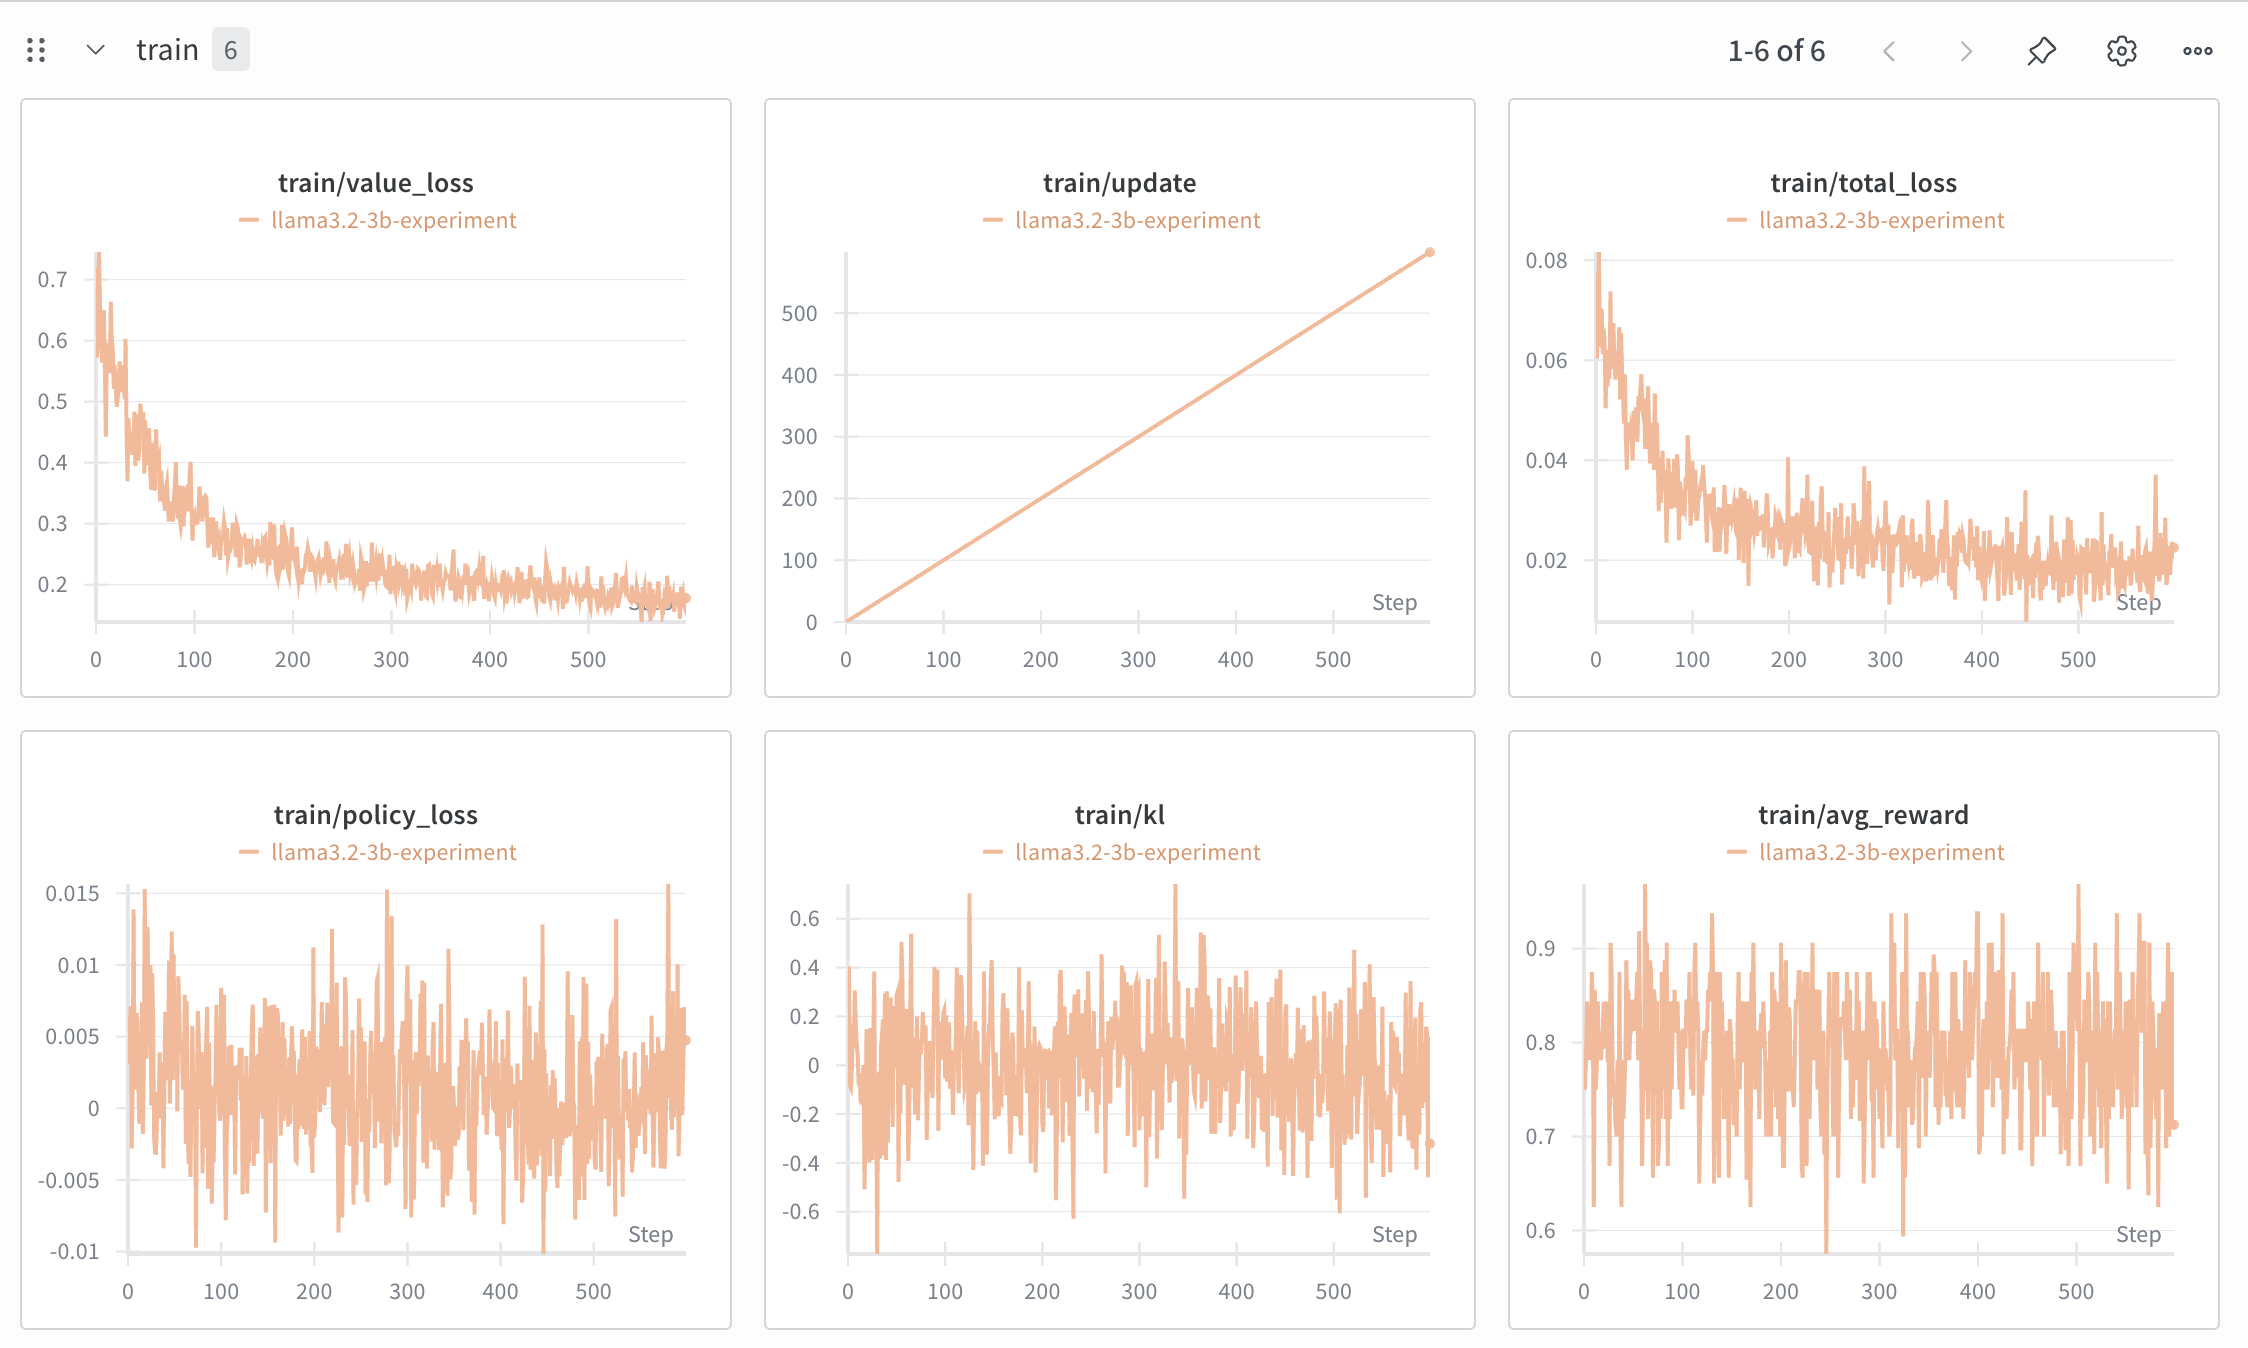 train 6
1-6 of 6
train/value_loss
llama3.2-3b-experiment
0.7
0.6
0.5
0.4
0.3
0.2
Step
0 100 200 300 400 500
train/update
llama3.2-3b-experiment
500
400
300
200
100
0
Step
0 100 200 300 400 500
train/total_loss
llama3.2-3b-experiment
0.08
0.06
0.04
0.02
Step
0 100 200 300 400 500
train/policy_loss
llama3.2-3b-experiment
0.015
0.01
0.005
0
-0.005
-0.01
Step
0 100 200 300 400 500
train/kl
llama3.2-3b-experiment
0.6
0.4
0.2
0
-0.2
-0.4
-0.6
Step
0 100 200 300 400 500
train/avg_reward
llama3.2-3b-experiment
0.9
0.8
0.7
0.6
Step
0 100 200 300 400 500